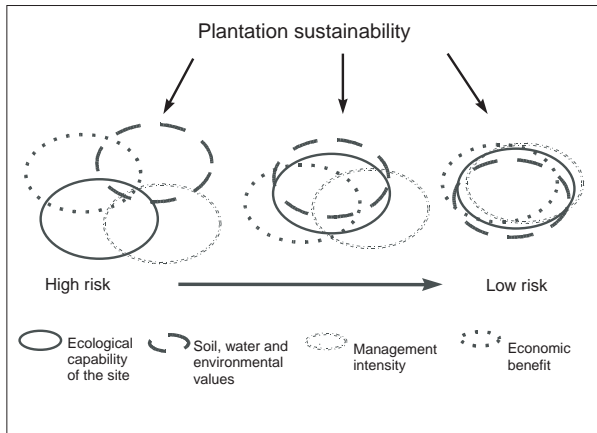 Plantation sustainability
High risk
Low risk
Ecological
capability
of the site
Soil, water and
environmental
values
Management
intensity
Economic
benefit